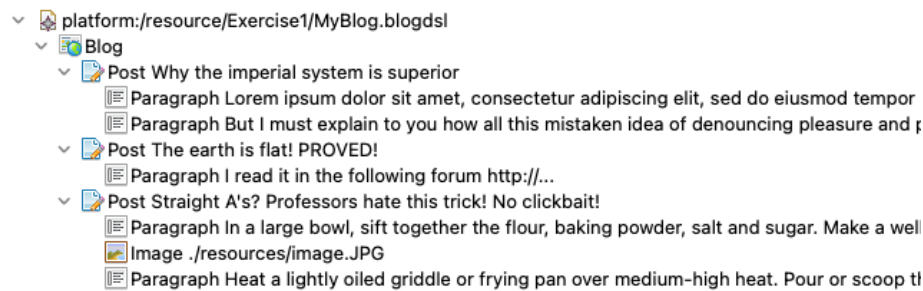 platform:/resource/Exercise1/MyBlog.blogdsl
Blog
Post Why the imperial system is superior
Paragraph Lorem ipsum dolor sit amet, consectetur adipiscing elit, sed do eiusmod tempor
Paragraph But I must explain to you how all this mistaken idea of denouncing pleasure and
Post The earth is flat! PROVED!
Paragraph I read it in the following forum http://...
Post Straight A's? Professors hate this trick! No clickbait!
Paragraph In a large bowl, sift together the flour, baking powder, salt and sugar. Make a
Image ./resources/image.JPG
Paragraph Heat a lightly oiled griddle or frying pan over medium-high heat. Pour or scoop